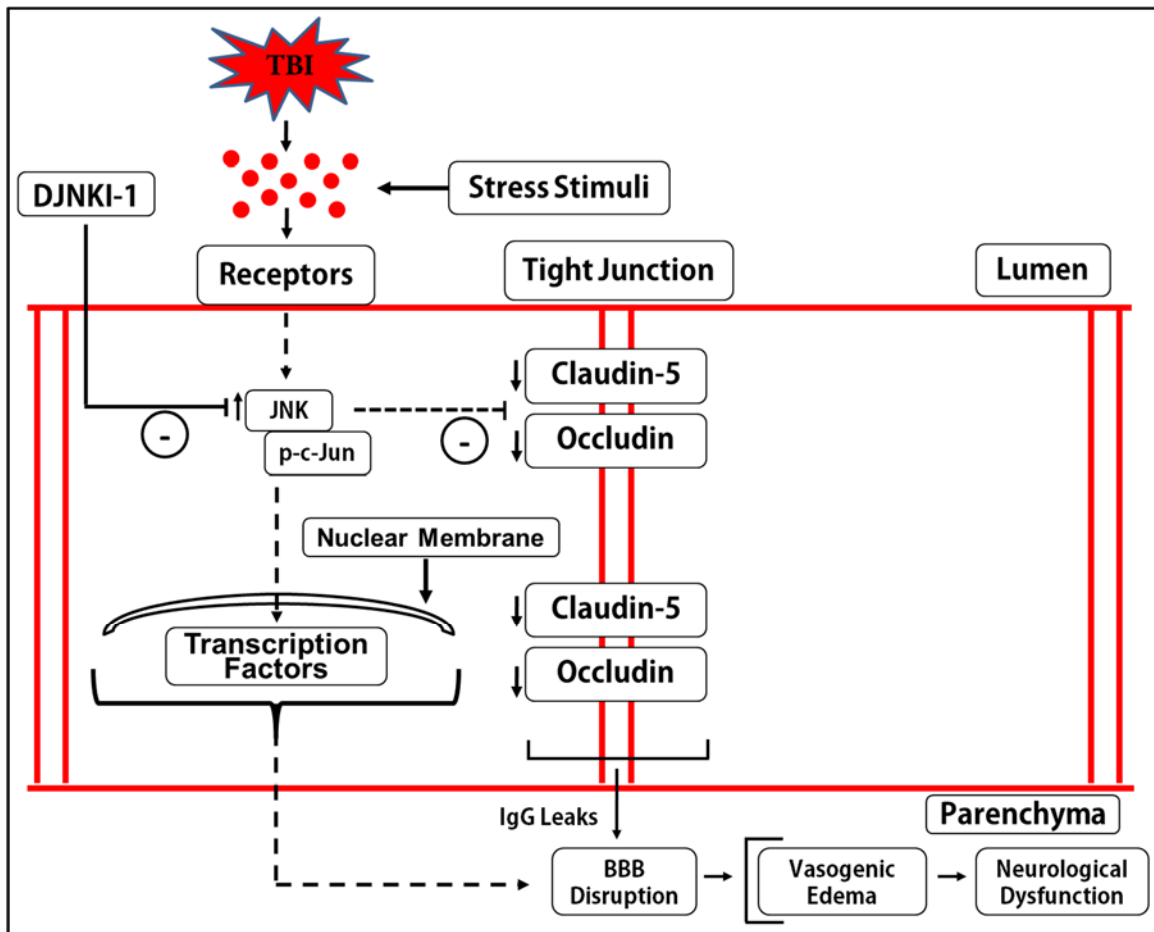 TBI
Stress Stimuli
DJNKI-1
Receptors
Tight Junction
Lumen
Claudin-5
JNK
-
-
Occludin
p-c-Jun
Nuclear Membrane
Claudin-5
Transcription
Factors
Occludin
IgG Leaks
Parenchyma
BBB
Disruption
Vasogenic
Edema
Neurological
Dysfunction